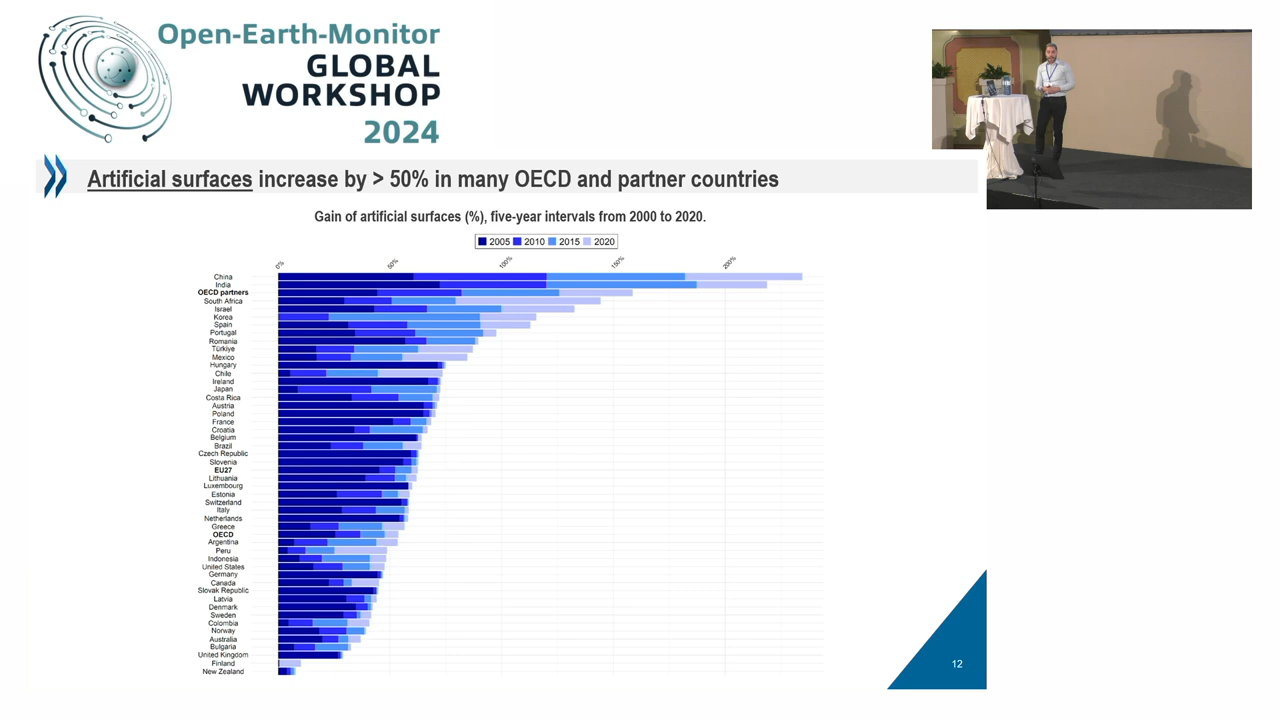 Open-Earth-Monitor
GLOBAL
WORKSHOP
2024
Artificial surfaces increase by > 50% in many OECD and partner countries
Gain of artificial surfaces (%), five-year intervals from 2000 to 2020.
2005 2010 2015 2020
0% 50% 100% 150% 200%
China
India
OECD partners
South Africa
Israel
Korea
Spain
Portugal
Romania
Türkiye
Mexico
Hungary
Chile
Ireland
Japan
Costa Rica
Austria
Poland
France
Croatia
Belgium
Brazil
Czech Republic
Slovenia
EU27
Lithuania
Luxembourg
Estonia
Switzerland
Italy
Netherlands
Greece
OECD
Argentina
Peru
Indonesia
United States
Germany
Canada
Slovak Republic
Latvia
Denmark
Sweden
Colombia
Norway
Australia
Bulgaria
United Kingdom
Finland
New Zealand
12